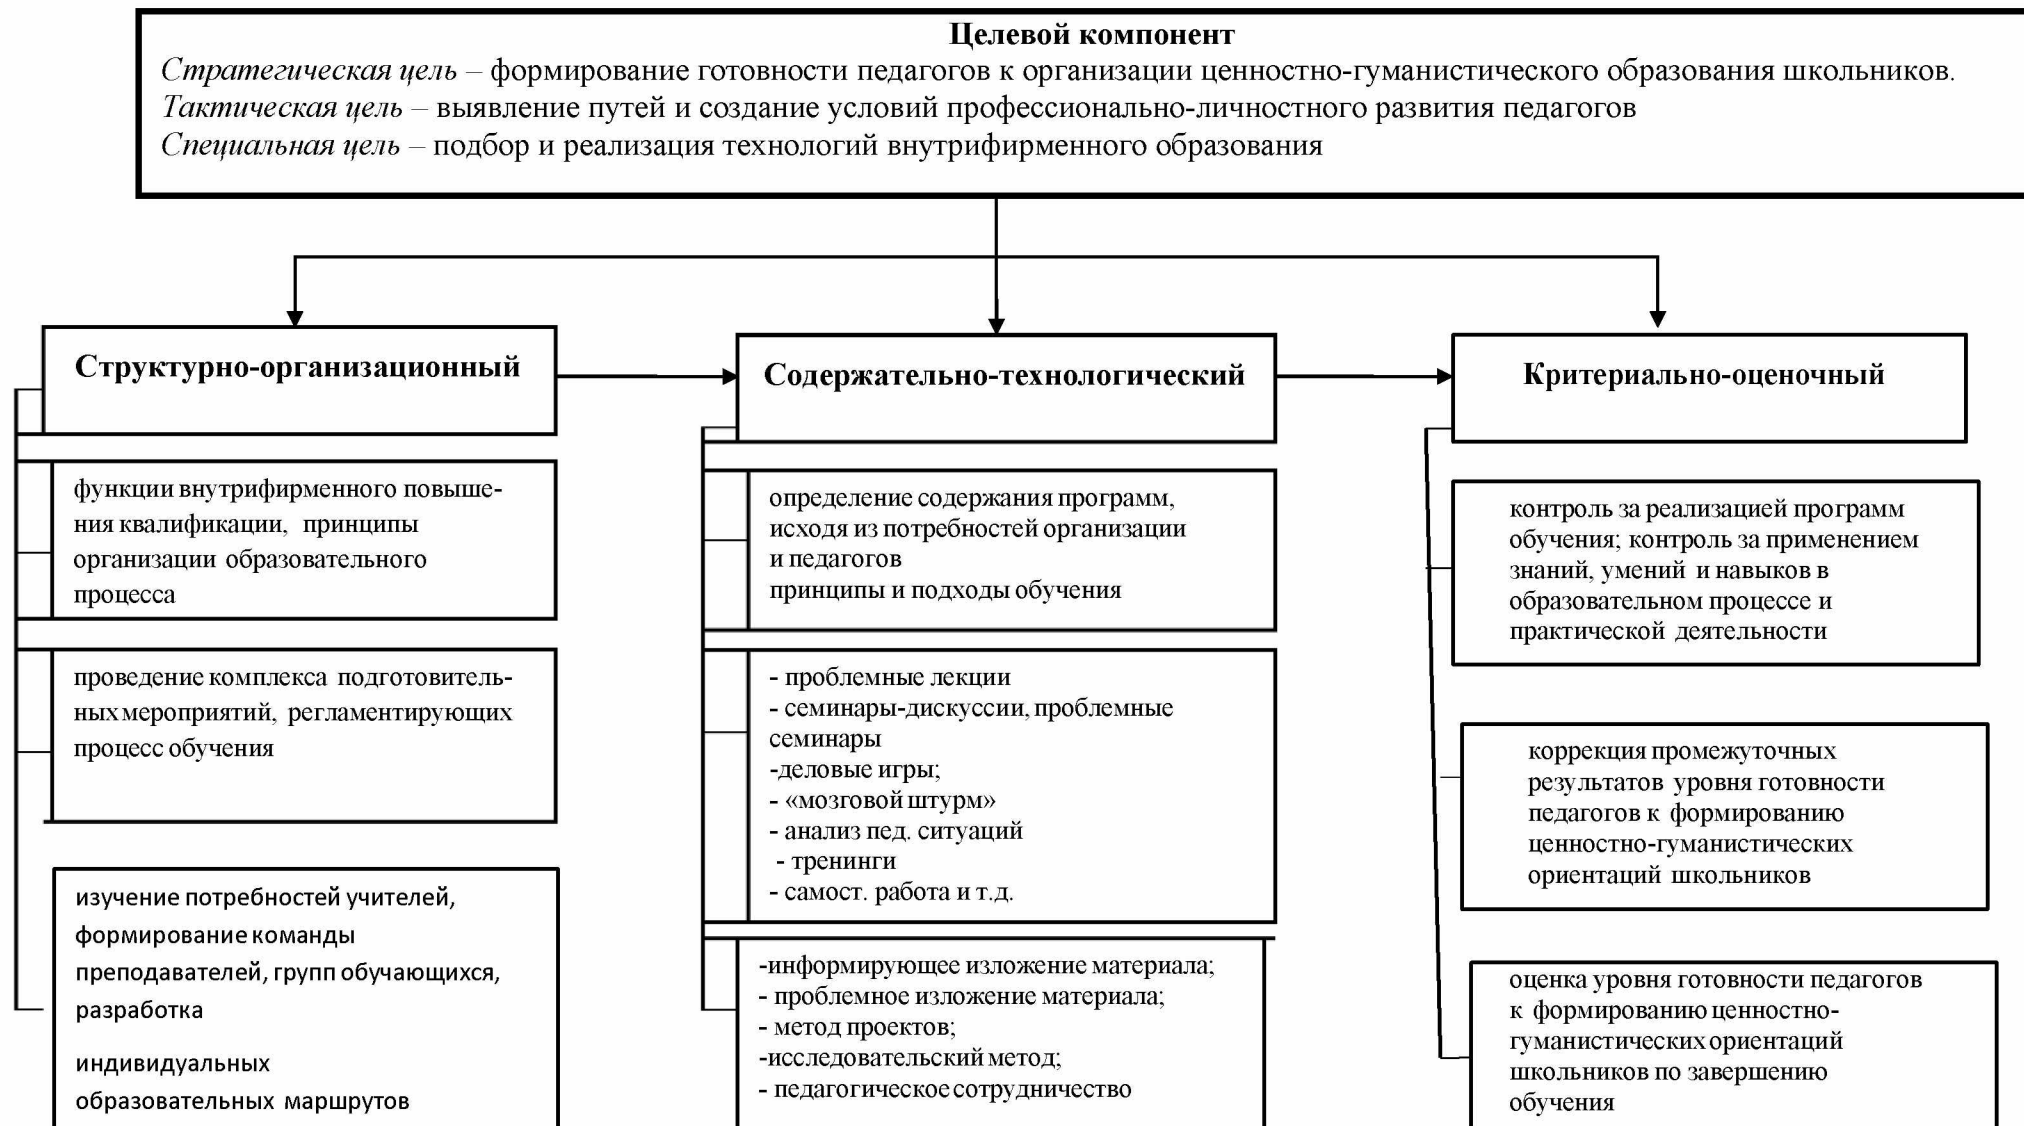 Целевой компонент
Стратегическая цель – формирование готовности педагогов к организации ценностно-гуманистического образования школьников.
Тактическая цель – выявление путей и создание условий профессионально-личностного развития педагогов
Специальная цель – подбор и реализация технологий внутрифирменного образования
Структурно-организационный
функции внутрифирменного повыше-
ния квалификации, принципы
организации образовательного
процесса
проведение комплекса подготовитель-
ных мероприятий, регламентирующих
процесс обучения
изучение потребностей учителей,
формирование команды
преподавателей, групп обучающихся,
разработка
индивидуальных
образовательных маршрутов
Содержательно-технологический
определение содержания программ,
исходя из потребностей организации
и педагогов
принципы и подходы обучения
- проблемные лекции
- семинары-дискуссии, проблемные
семинары
-деловые игры;
- «мозговой штурм»
- анализ пед. ситуаций
- тренинги
- самост. работа и т.д.
-информирующее изложение материала;
- проблемное изложение материала;
- метод проектов;
-исследовательский метод;
- педагогическое сотрудничество
Критериально-оценочный
контроль за реализацией программ
обучения; контроль за применением
знаний, умений и навыков в
образовательном процессе и
практической деятельности
коррекция промежуточных
результатов уровня готовности
педагогов к формированию
ценностно-гуманистических
ориентаций школьников
оценка уровня готовности педагогов
к формированию ценностно-
гуманистических ориентаций
школьников по завершению
обучения